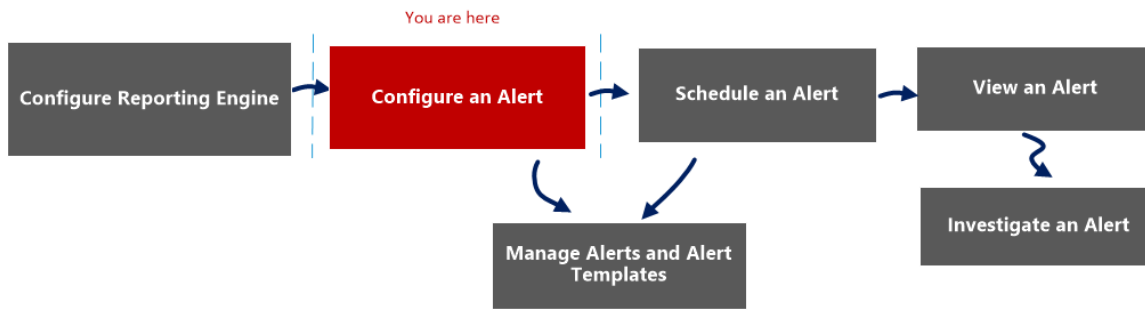 You are here
Configure Reporting Engine
Configure an Alert
Schedule an Alert
View an Alert
Manage Alerts and Alert
Templates
Investigate an Alert